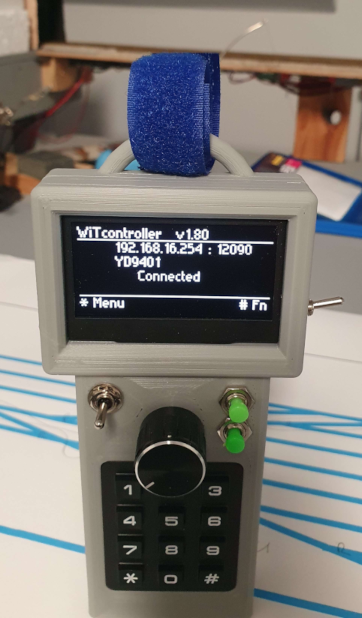 WiTcontroller v1.80
192.168.16.254 : 12090
YD9401
Connected
* Menu # Fn
1 3
4 5 6
7 8 9
* 0 #